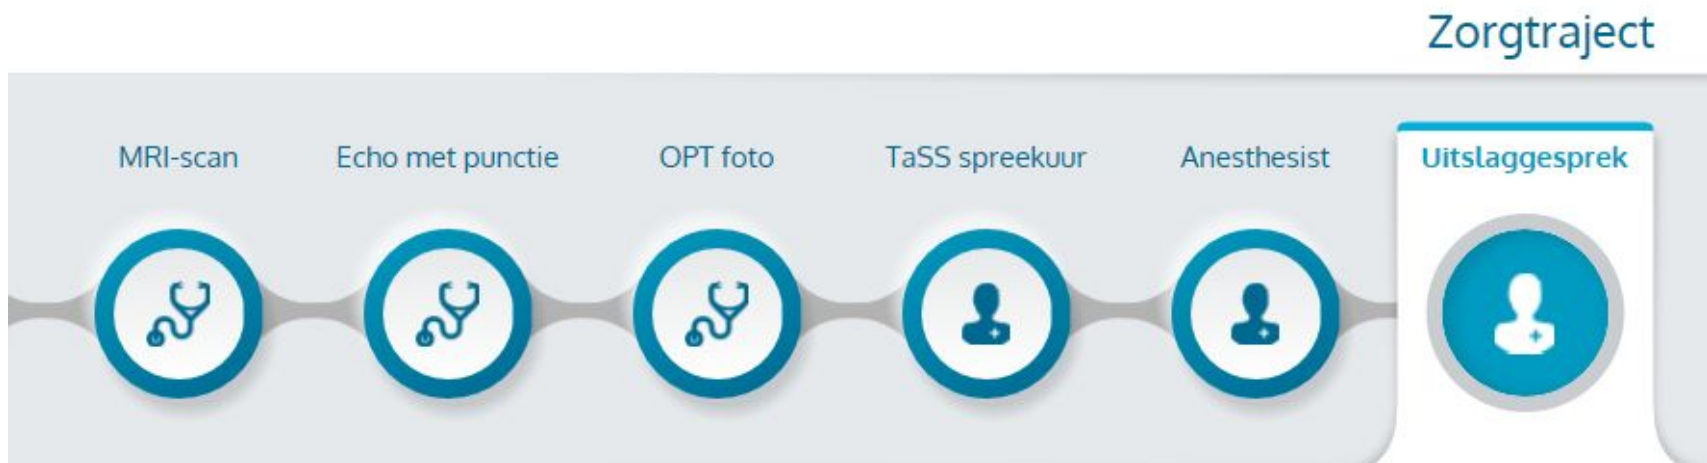 Zorgtraject
MRI-scan
Echo met punctie
OPT foto
TaSS spreekuur
Anesthesist
Uitslaggesprek